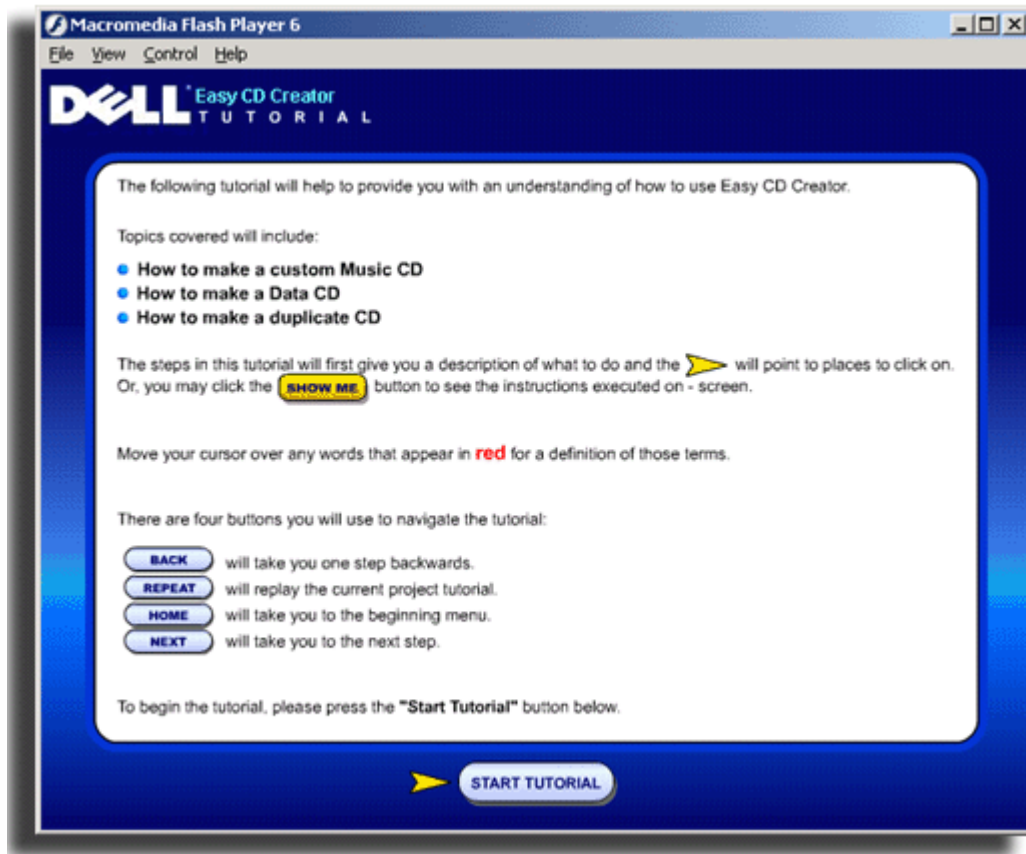 Macromedia Flash Player 6
File View Control Help
DELL Easy CD Creator
TUTORIAL
The following tutorial will help to provide you with an understanding of how to use Easy CD Creator.
Topics covered will include:
How to make a custom Music CD
How to make a Data CD
How to make a duplicate CD
The steps in this tutorial will first give you a description of what to do and the will point to places to click on.
Or, you may click the SHOW ME button to see the instructions executed on - screen.
Move your cursor over any words that appear in red for a definition of those terms.
There are four buttons you will use to navigate the tutorial:
BACK will take you one step backwards.
REPEAT will replay the current project tutorial.
HOME will take you to the beginning menu.
NEXT will take you to the next step.
To begin the tutorial, please press the "Start Tutorial" button below.
START TUTORIAL